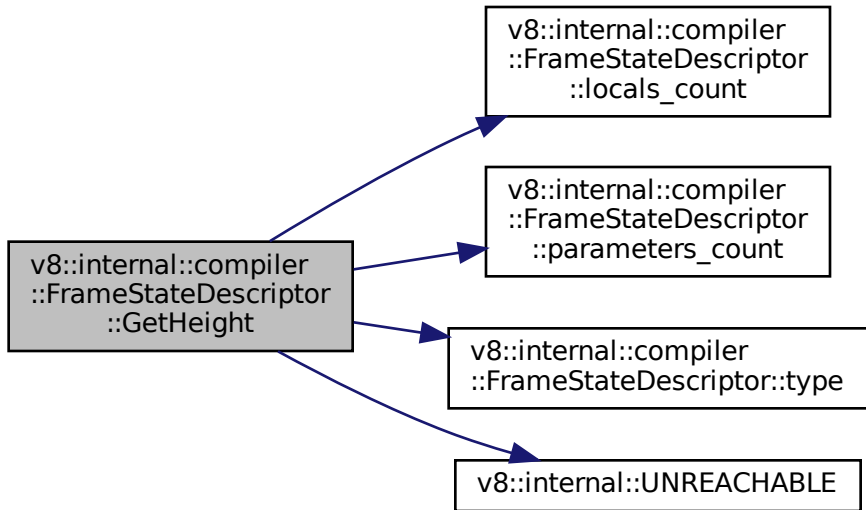 v8::internal::compiler
::FrameStateDescriptor
::locals_count
v8::internal::compiler
::FrameStateDescriptor
::parameters_count
v8::internal::compiler
::FrameStateDescriptor
::GetHeight
v8::internal::compiler
::FrameStateDescriptor::type
v8::internal::UNREACHABLE